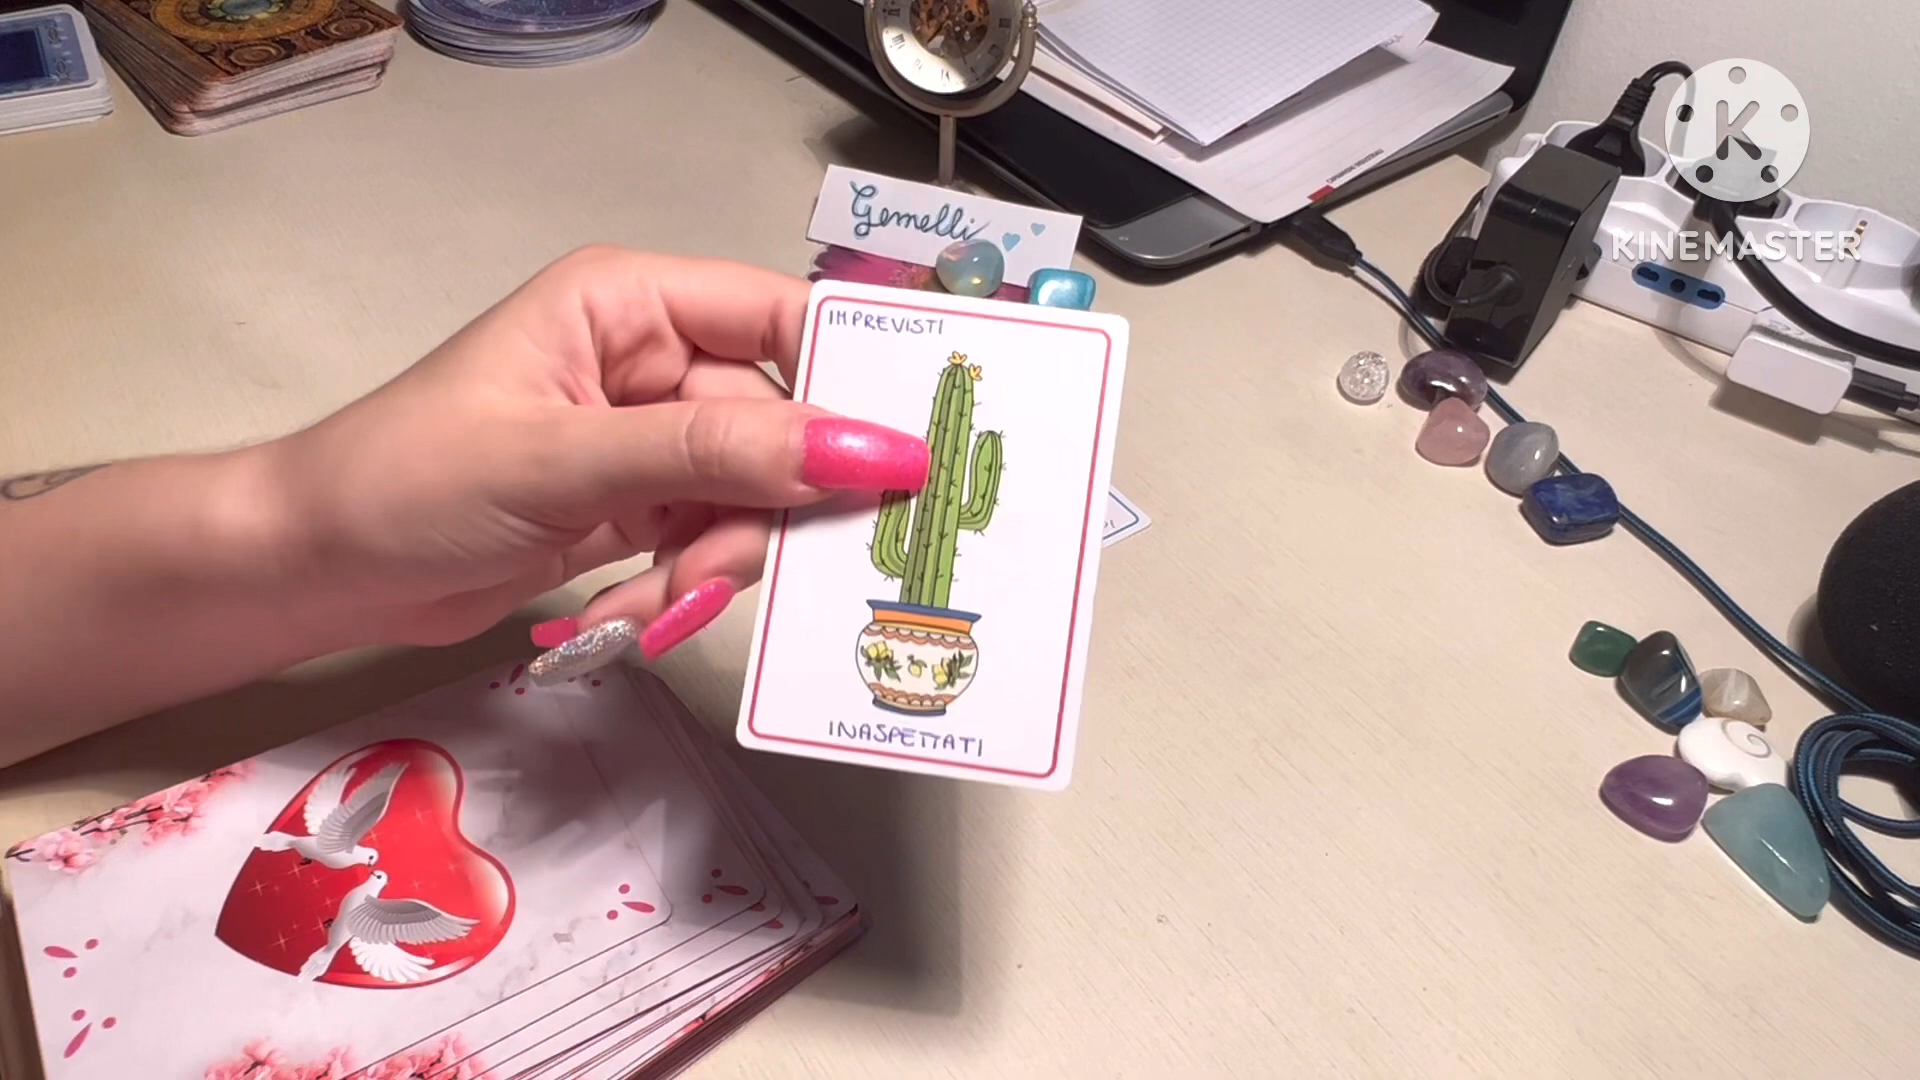 Gemelli
IMPREVISTI
INASPETTATI
K
KINEMASTER